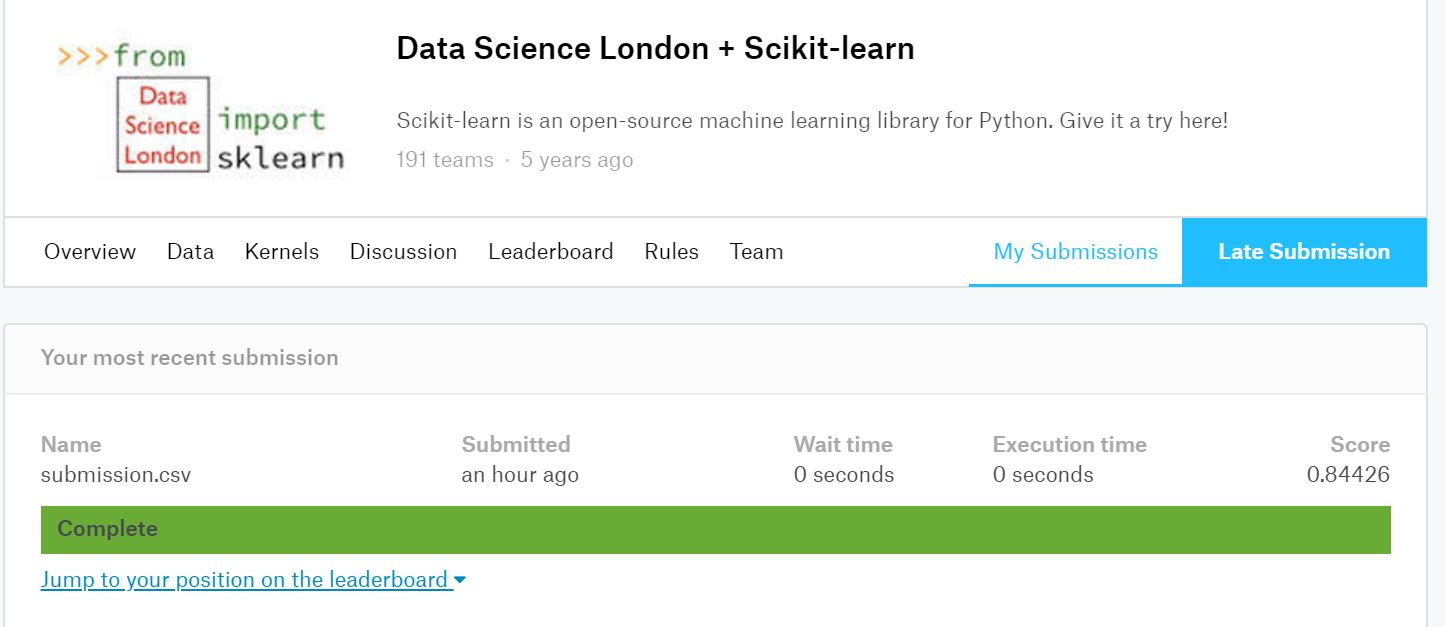 >>>from
Data
Science
London
import
sklearn
Data Science London + Scikit-learn
Scikit-learn is an open-source machine learning library for Python. Give it a try here!
191 teams · 5 years ago
Overview Data Kernels Discussion Leaderboard Rules Team My Submissions Late Submission
Your most recent submission
Name Submitted Wait time Execution time Score
submission.csv an hour ago 0 seconds 0 seconds 0.84426
Complete
Jump to your position on the leaderboard